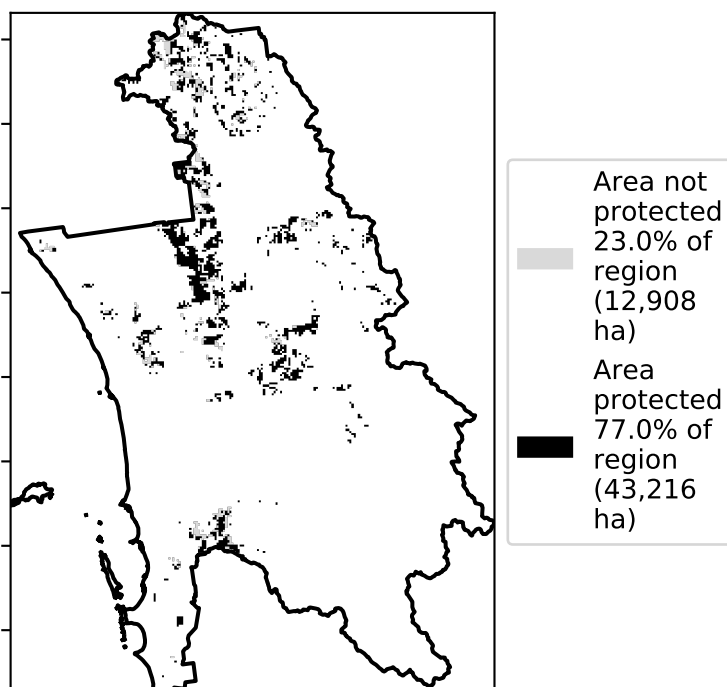 Area not
protected
23.0% of
region
(12,908
ha)
Area
protected
77.0% of
region
(43,216
ha)